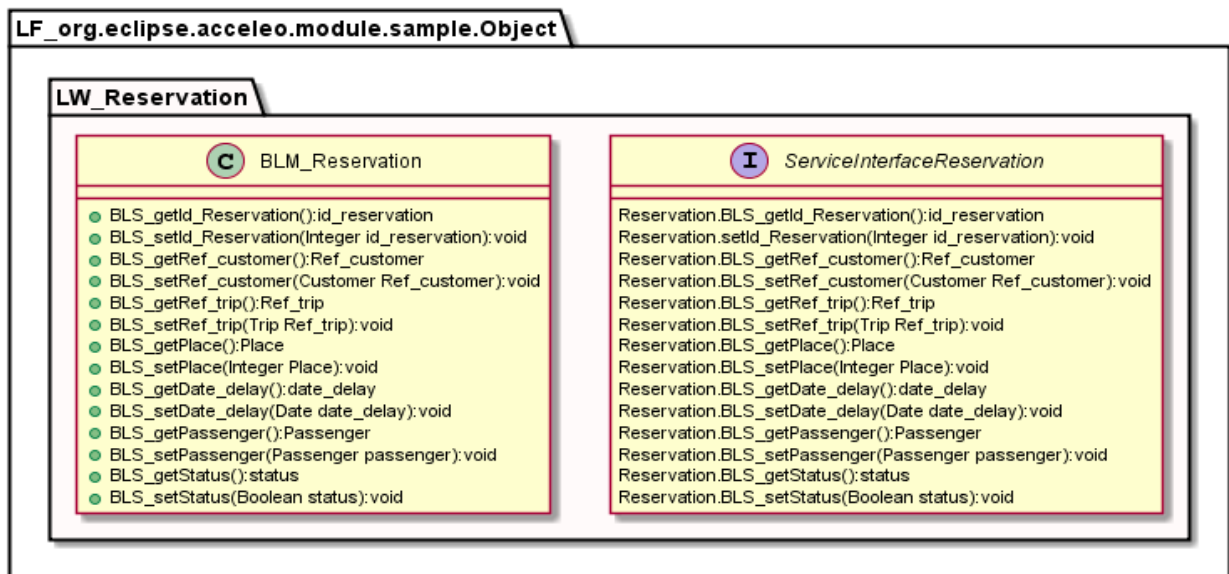 LF_org.eclipse.acceleo.module.sample.Object
LW_Reservation
C BLM_Reservation
BLS_getId_Reservation():id_reservation
BLS_setId_Reservation(Integer id_reservation):void
BLS_getRef_customer():Ref_customer
BLS_setRef_customer(Customer Ref_customer):void
BLS_getRef_trip():Ref_trip
BLS_setRef_trip(Trip Ref_trip):void
BLS_getPlace():Place
BLS_setPlace(Integer Place):void
BLS_getDate_delay():date_delay
BLS_setDate_delay(Date date_delay):void
BLS_getPassenger():Passenger
BLS_setPassenger(Passenger passenger):void
BLS_getStatus():status
BLS_setStatus(Boolean status):void
I ServiceInterfaceReservation
Reservation.BLS_getId_Reservation():id_reservation
Reservation.setId_Reservation(Integer id_reservation):void
Reservation.BLS_getRef_customer():Ref_customer
Reservation.BLS_setRef_customer(Customer Ref_customer):void
Reservation.BLS_getRef_trip():Ref_trip
Reservation.BLS_setRef_trip(Trip Ref_trip):void
Reservation.BLS_getPlace():Place
Reservation.BLS_setPlace(Integer Place):void
Reservation.BLS_getDate_delay():date_delay
Reservation.BLS_setDate_delay(Date date_delay):void
Reservation.BLS_getPassenger():Passenger
Reservation.BLS_setPassenger(Passenger passenger):void
Reservation.BLS_getStatus():status
Reservation.BLS_setStatus(Boolean status):void